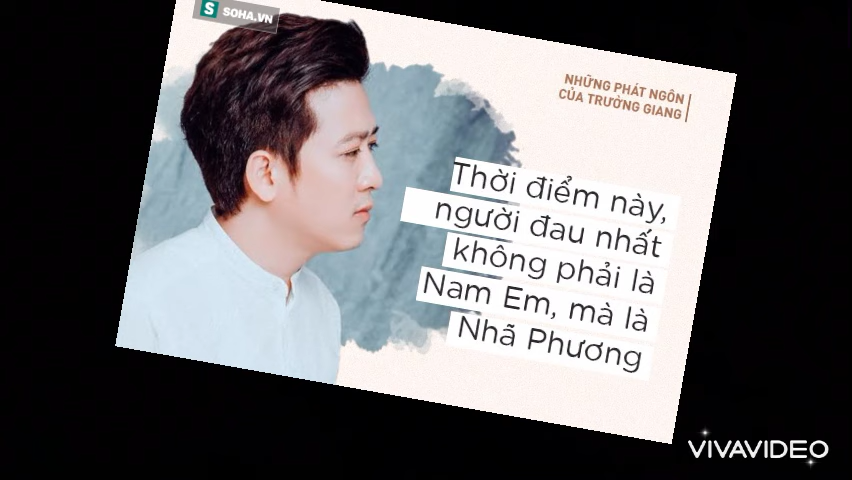 S SOHA.VN
NHỮNG PHÁT NGÔN
CỦA TRƯỜNG GIANG
Thời điểm này,
người đau nhất
không phải là
Nam Em, mà là
Nhã Phương
VIVAVIDEO